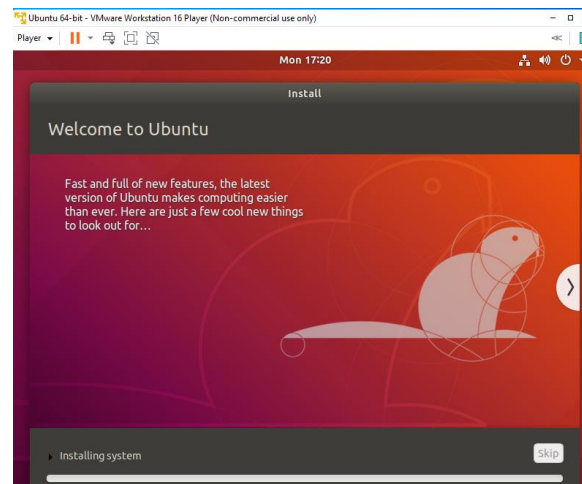 Ubuntu 64-bit - VMware Workstation 16 Player (Non-commercial use only)
Player
Mon 17:20
Install
Welcome to Ubuntu
Fast and full of new features, the latest
version of Ubuntu makes computing easier
than ever. Here are just a few cool new things
to look out for…
Installing system
Skip